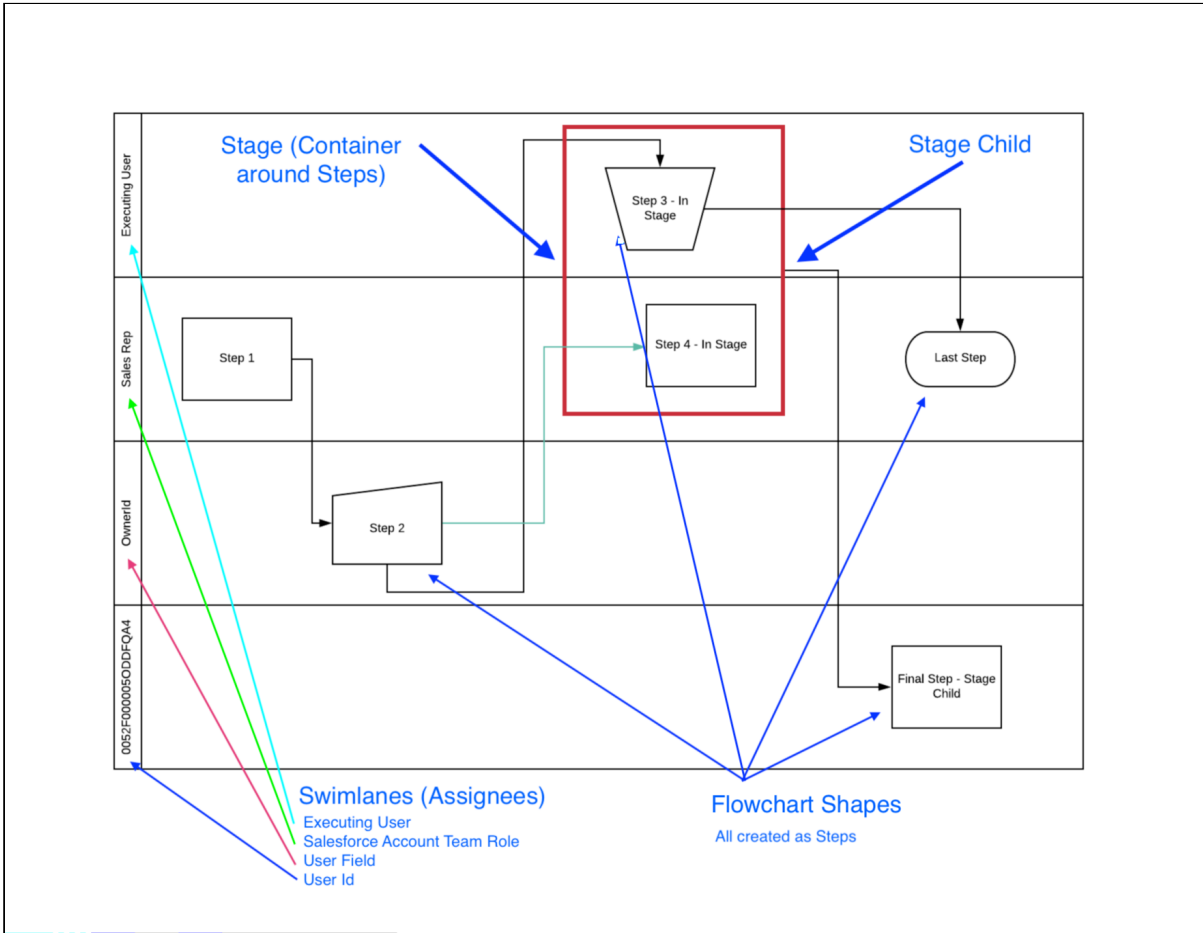 Stage (Container
around Steps)
Stage Child
Executing User
Step 3 - In
Stage
Sales Rep
Step 1
Step 4 - In Stage
Last Step
OwnerId
Step 2
0052F000005ODDFQA4
Final Step - Stage
Child
Swimlanes (Assignees)
Executing User
Salesforce Account Team Role
User Field
User Id
Flowchart Shapes
All created as Steps